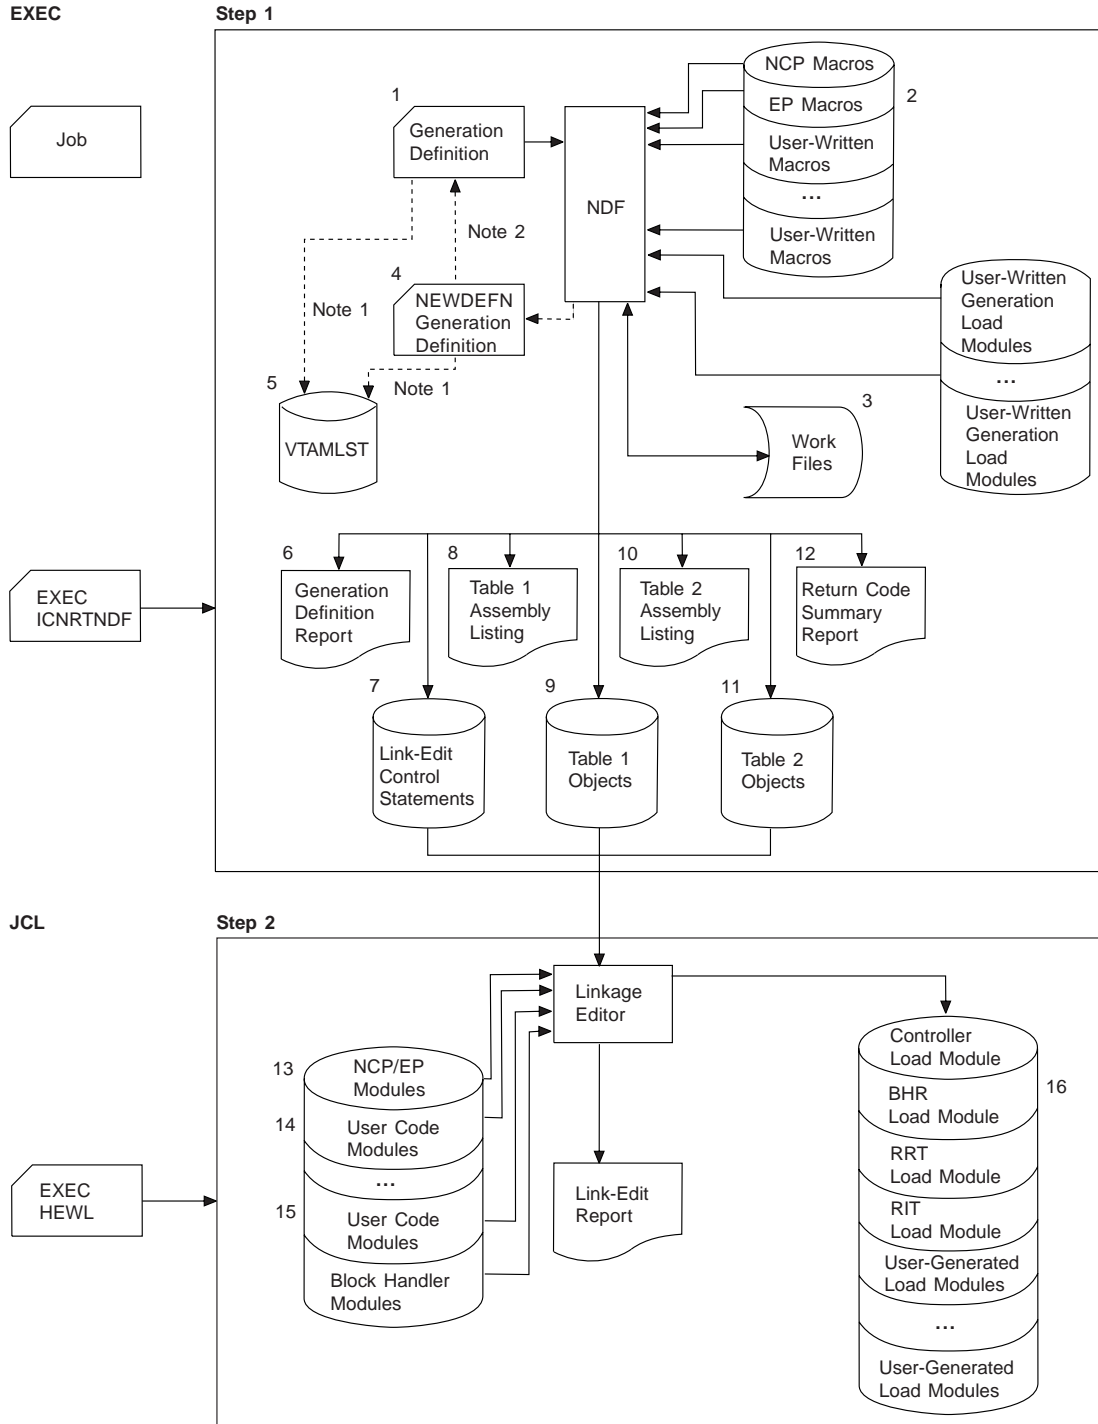 EXEC
Step 1
Job
1
Generation
Definition
NDF
NCP Macros
EP Macros
2
User-Written
Macros
...
User-Written
Macros
Note 2
4
NEWDEFN
Generation
Definition
Note 1
Note 1
5
VTAMLST
User-Written
Generation
Load
Modules
...
User-Written
Generation
Load
Modules
3
Work
Files
EXEC
ICNRTNDF
6
Generation
Definition
Report
8
Table 1
Assembly
Listing
10
Table 2
Assembly
Listing
12
Return Code
Summary
Report
7
Link-Edit
Control
Statements
9
Table 1
Objects
11
Table 2
Objects
JCL
Step 2
Linkage
Editor
13
NCP/EP
Modules
14
User Code
Modules
...
15
User Code
Modules
Block Handler
Modules
EXEC
HEWL
Link-Edit
Report
Controller
Load Module
16
BHR
Load Module
RRT
Load Module
RIT
Load Module
User-Generated
Load Modules
...
User-Generated
Load Modules